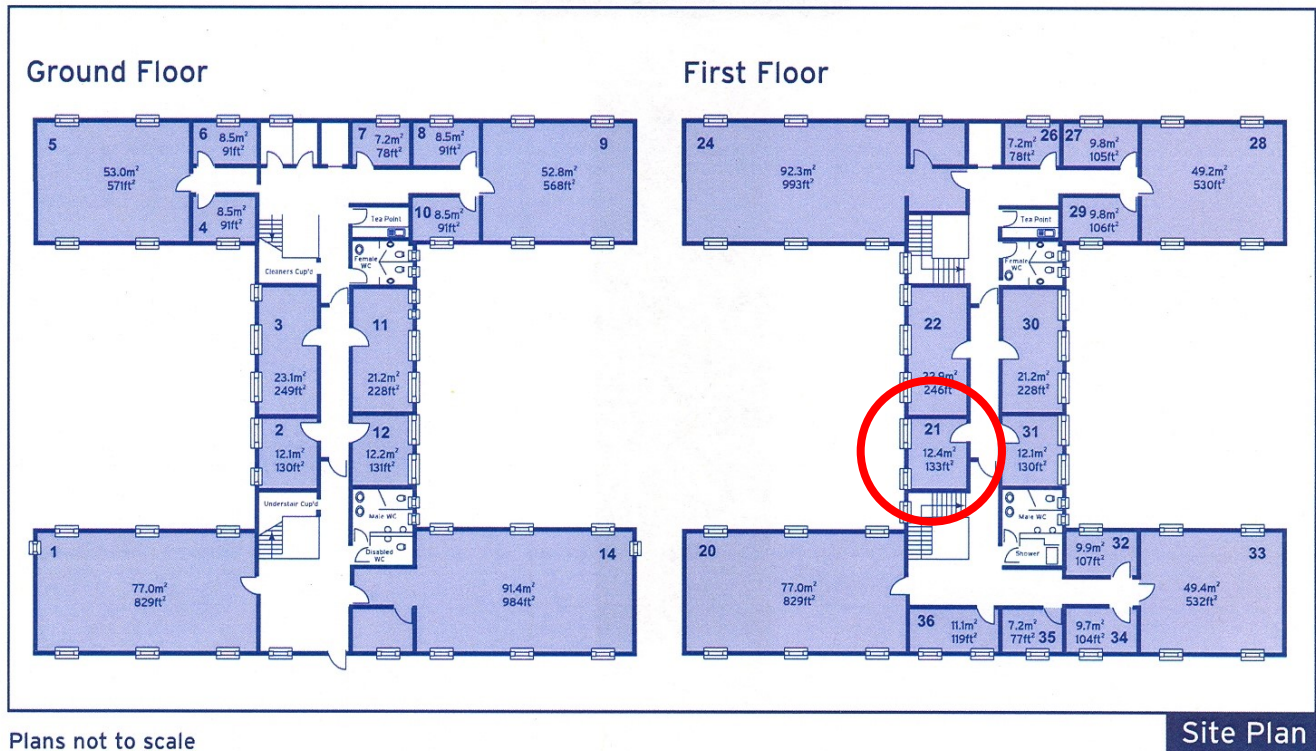 Ground Floor
First Floor
5
53.0m²
571ft²
6
8.5m²
91ft²
7
7.2m²
78ft²
8
8.5m²
91ft²
9
52.8m²
568ft²
4
8.5m²
91ft²
10
8.5m²
91ft²
Tea Point
Female
WC
Cleaners Cup'd
3
23.1m²
249ft²
11
21.2m²
228ft²
2
12.1m²
130ft²
12
12.2m²
131ft²
Understair Cup'd
Male WC
Disabled
WC
1
77.0m²
829ft²
14
91.4m²
984ft²
24
92.3m²
993ft²
26
7.2m²
78ft²
27
9.8m²
105ft²
28
49.2m²
530ft²
29
9.8m²
106ft²
Tea Point
Female
WC
22
22.9m²
246ft²
30
21.2m²
228ft²
21
12.4m²
133ft²
31
12.1m²
130ft²
Male WC
Shower
20
77.0m²
829ft²
32
9.9m²
107ft²
33
49.4m²
532ft²
36
11.1m²
119ft²
7.2m²
77ft²
35
9.7m²
104ft²
34
Plans not to scale
Site Plan